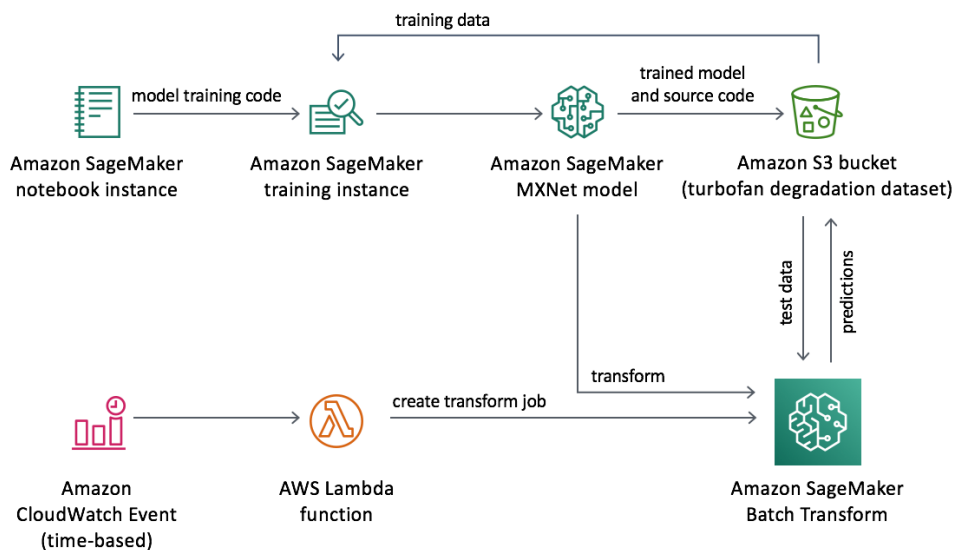 training data
model training code
trained model
and source code
Amazon SageMaker
notebook instance
Amazon SageMaker
training instance
Amazon SageMaker
MXNet model
Amazon S3 bucket
(turbofan degradation dataset)
test data
predictions
transform
create transform job
Amazon
CloudWatch Event
(time-based)
AWS Lambda
function
Amazon SageMaker
Batch Transform